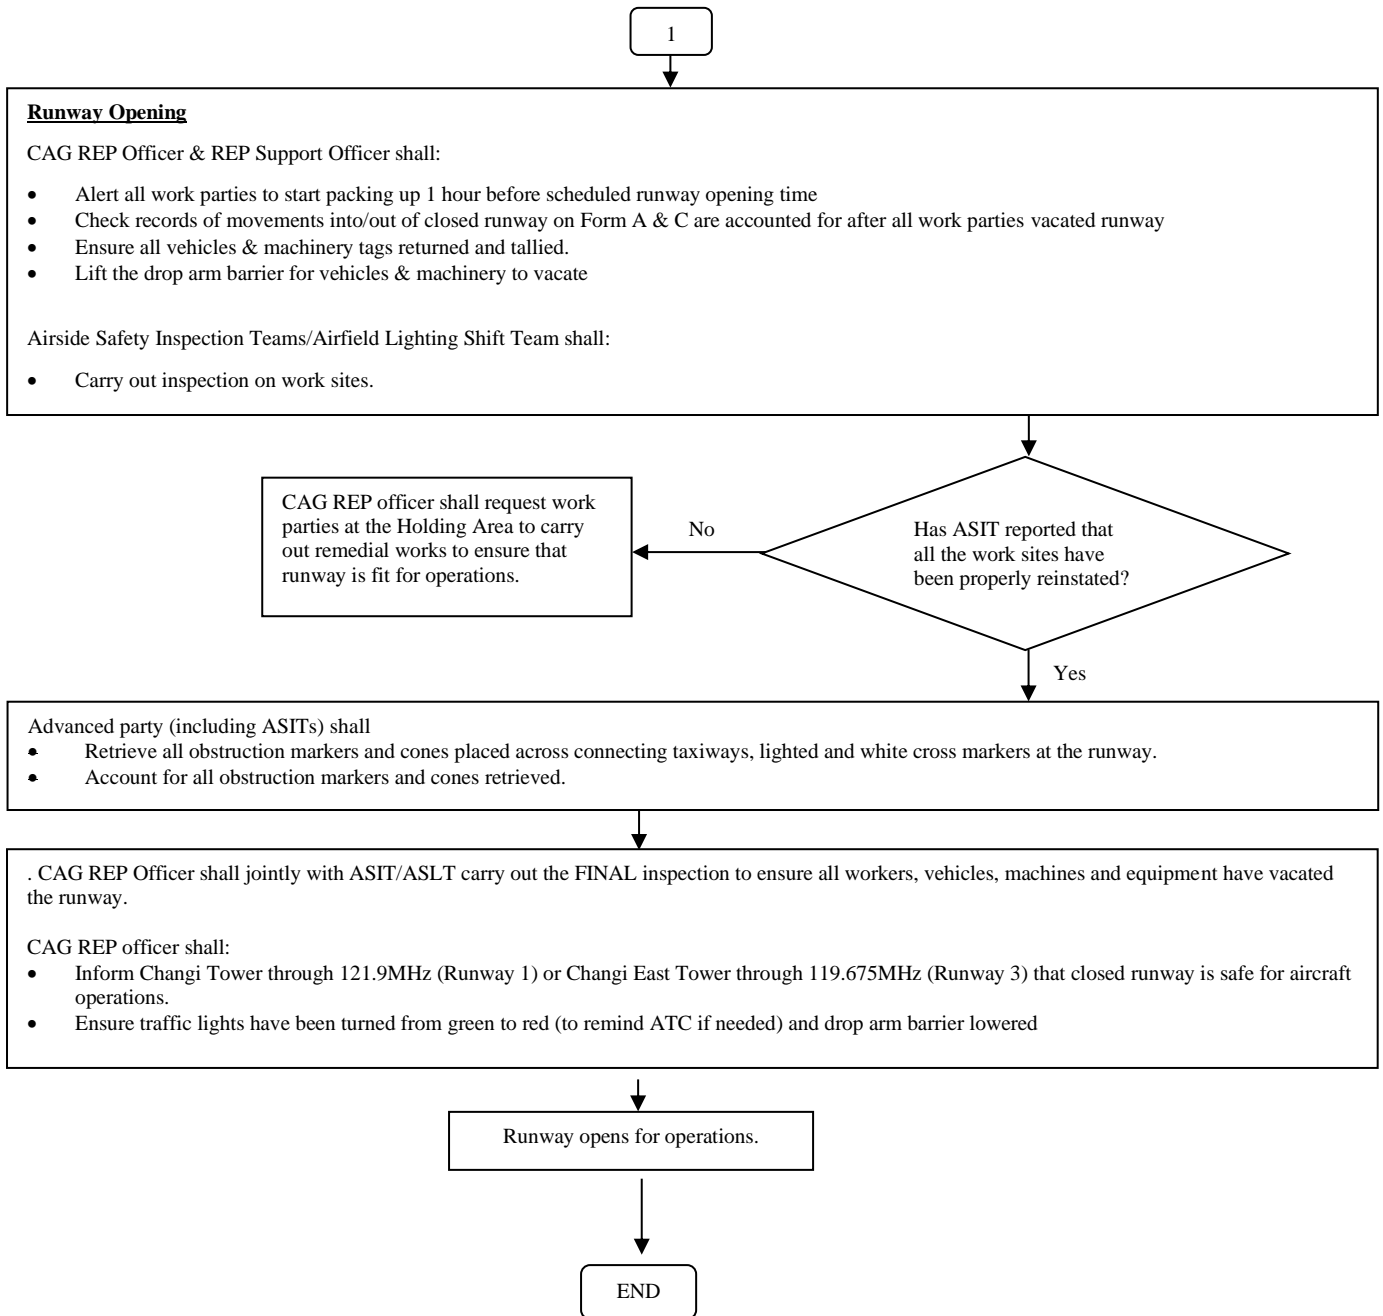 1
Runway Opening
CAG REP Officer & REP Support Officer shall:
• Alert all work parties to start packing up 1 hour before scheduled runway opening time
• Check records of movements into/out of closed runway on Form A & C are accounted for after all work parties vacated runway
• Ensure all vehicles & machinery tags returned and tallied.
• Lift the drop arm barrier for vehicles & machinery to vacate
Airside Safety Inspection Teams/Airfield Lighting Shift Team shall:
• Carry out inspection on work sites.
CAG REP officer shall request work
parties at the Holding Area to carry
out remedial works to ensure that
runway is fit for operations.
No
Has ASIT reported that
all the work sites have
been properly reinstated?
Yes
Advanced party (including ASITs) shall
• Retrieve all obstruction markers and cones placed across connecting taxiways, lighted and white cross markers at the runway.
• Account for all obstruction markers and cones retrieved.
. CAG REP Officer shall jointly with ASIT/ASLT carry out the FINAL inspection to ensure all workers, vehicles, machines and equipment have vacated
the runway.
CAG REP officer shall:
• Inform Changi Tower through 121.9MHz (Runway 1) or Changi East Tower through 119.675MHz (Runway 3) that closed runway is safe for aircraft
operations.
• Ensure traffic lights have been turned from green to red (to remind ATC if needed) and drop arm barrier lowered
Runway opens for operations.
END